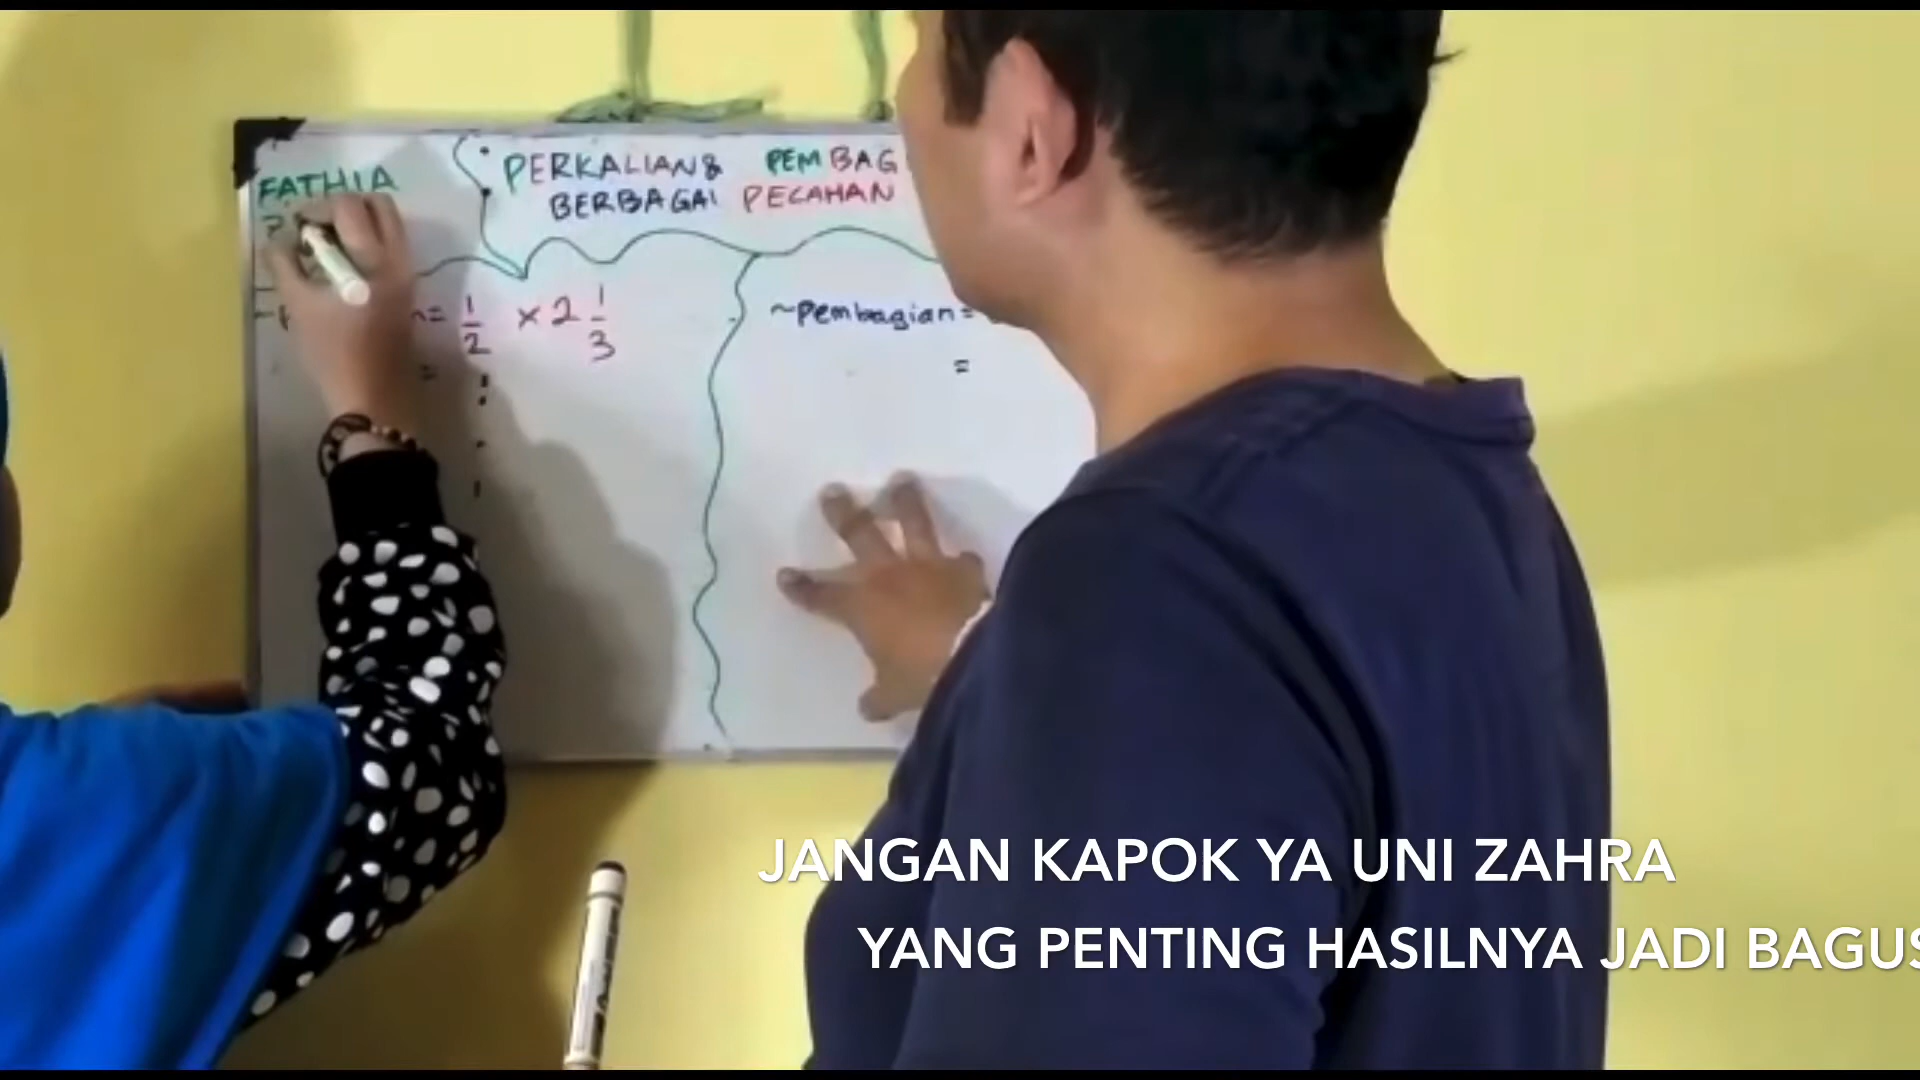 FATHIA
PERKALIAN & PEMBAG
BERBAGAI PECAHAN
= 1/2 × 2 1/3
~Pembagian =
=
=
JANGAN KAPOK YA UNI ZAHRA
YANG PENTING HASILNYA JADI BAGUS